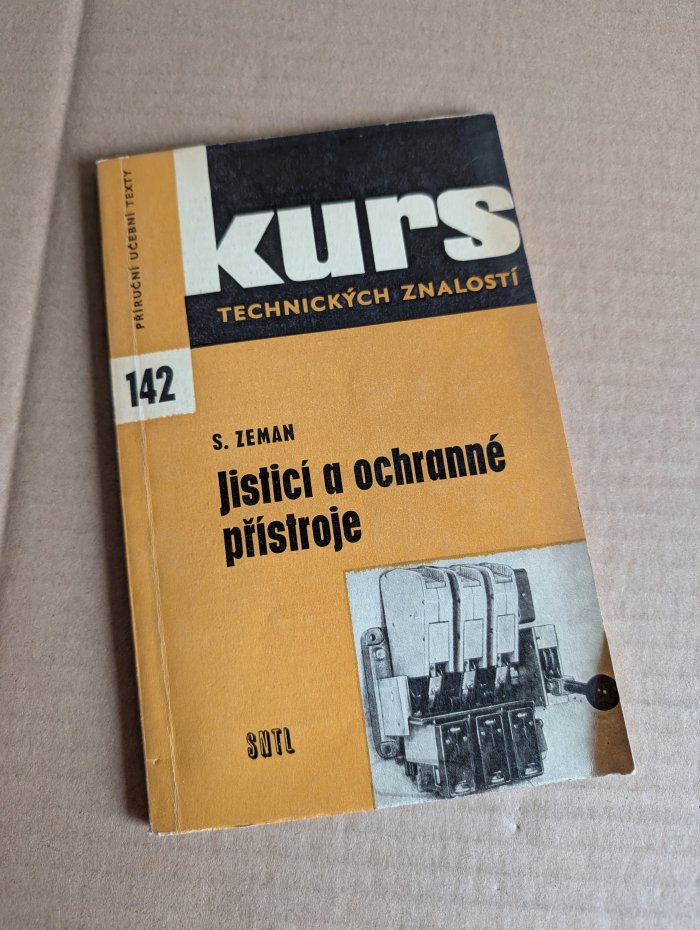 PŘÍRUČNÍ UČEBNÍ TEXTY
kurs
TECHNICKÝCH ZNALOSTÍ
142
S. ZEMAN
Jisticí a ochranné
přístroje
SNTL